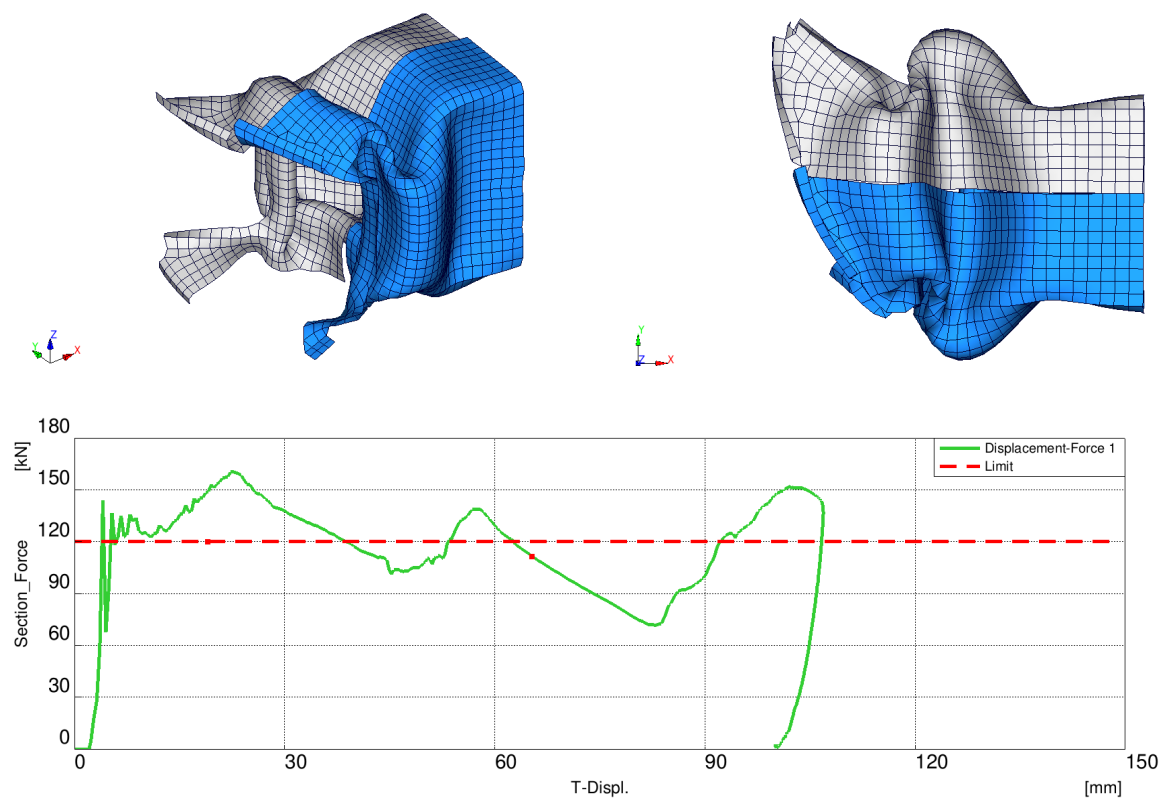 Z
Y
X
Y
Z
X
180
[kN]
150
120
90
60
30
0
Section_Force
Displacement-Force 1
Limit
0 30 60 90 120 150
T-Displ. [mm]